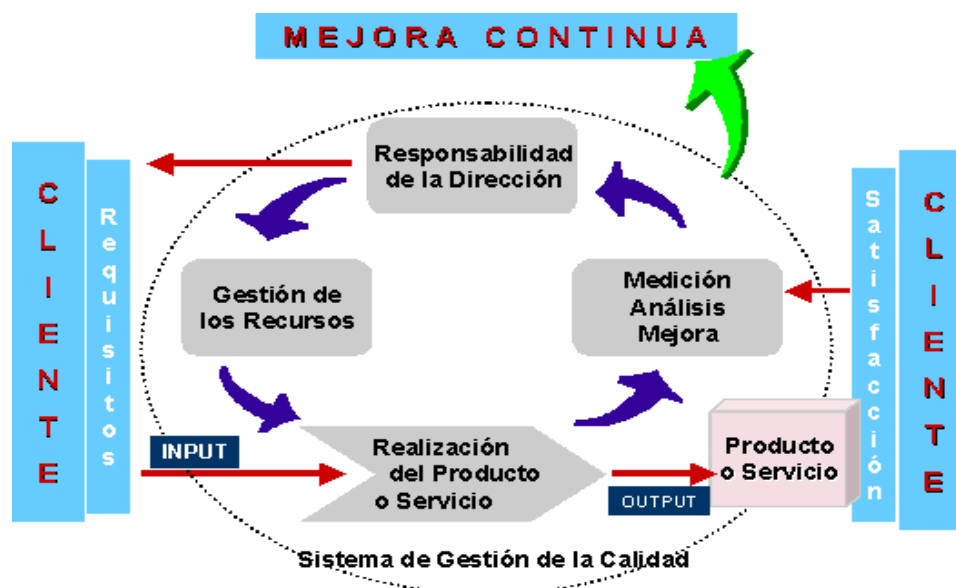 MEJORA CONTINUA
CLIENTE
Requisitos
Responsabilidad
de la Dirección
Gestión de
los Recursos
Medición
Análisis
Mejora
Satisfacción
CLIENTE
INPUT
Realización
del Producto
o Servicio
OUTPUT
Producto
o Servicio
Sistema de Gestión de la Calidad